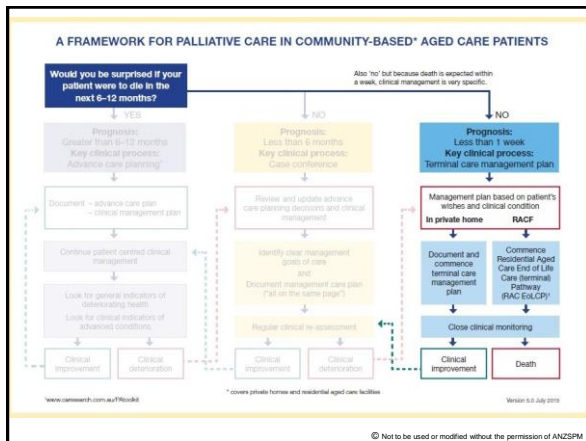 A FRAMEWORK FOR PALLIATIVE CARE IN COMMUNITY-BASED* AGED CARE PATIENTS
Would you be surprised if your
patient were to die in
the next 6–12 months?
Also ‘no’ but because death is expected within
a week, clinical management is very specific.
YES
Prognosis:
Greater than 6-12 months
Key clinical process:
Advance care planning*
Document – advance care plan
– clinical management plan
Continue patient centred clinical
management
Look for general indicators of
deteriorating health
Look for clinical indicators of
advanced conditions
Clinical
improvement
Clinical
deterioration
NO
Prognosis:
Less than 6 months
Key clinical process:
Case conference
Review and update advance
care-planning decisions and clinical
management
Identify clear management
goals of care
and
Document management care plan
(“all on the same page”)
Regular clinical re-assessment
Clinical
improvement
Clinical
deterioration
NO
Prognosis:
Less than 1 week
Key clinical process:
Terminal care management plan
Management plan based on patient’s
wishes and clinical condition
In private home RACF
Document and
commence
terminal care
management
plan
Commence
Residential Aged
Care End of Life
Care (terminal)
Pathway
(RAC EoLCP)
Close clinical monitoring
Clinical
improvement
Death
www.caresearch.com.au/PAtoolkit
* covers private homes and residential aged care facilities
Version 5.0 July 2013
© Not to be used or modified without the permission of ANZSPM